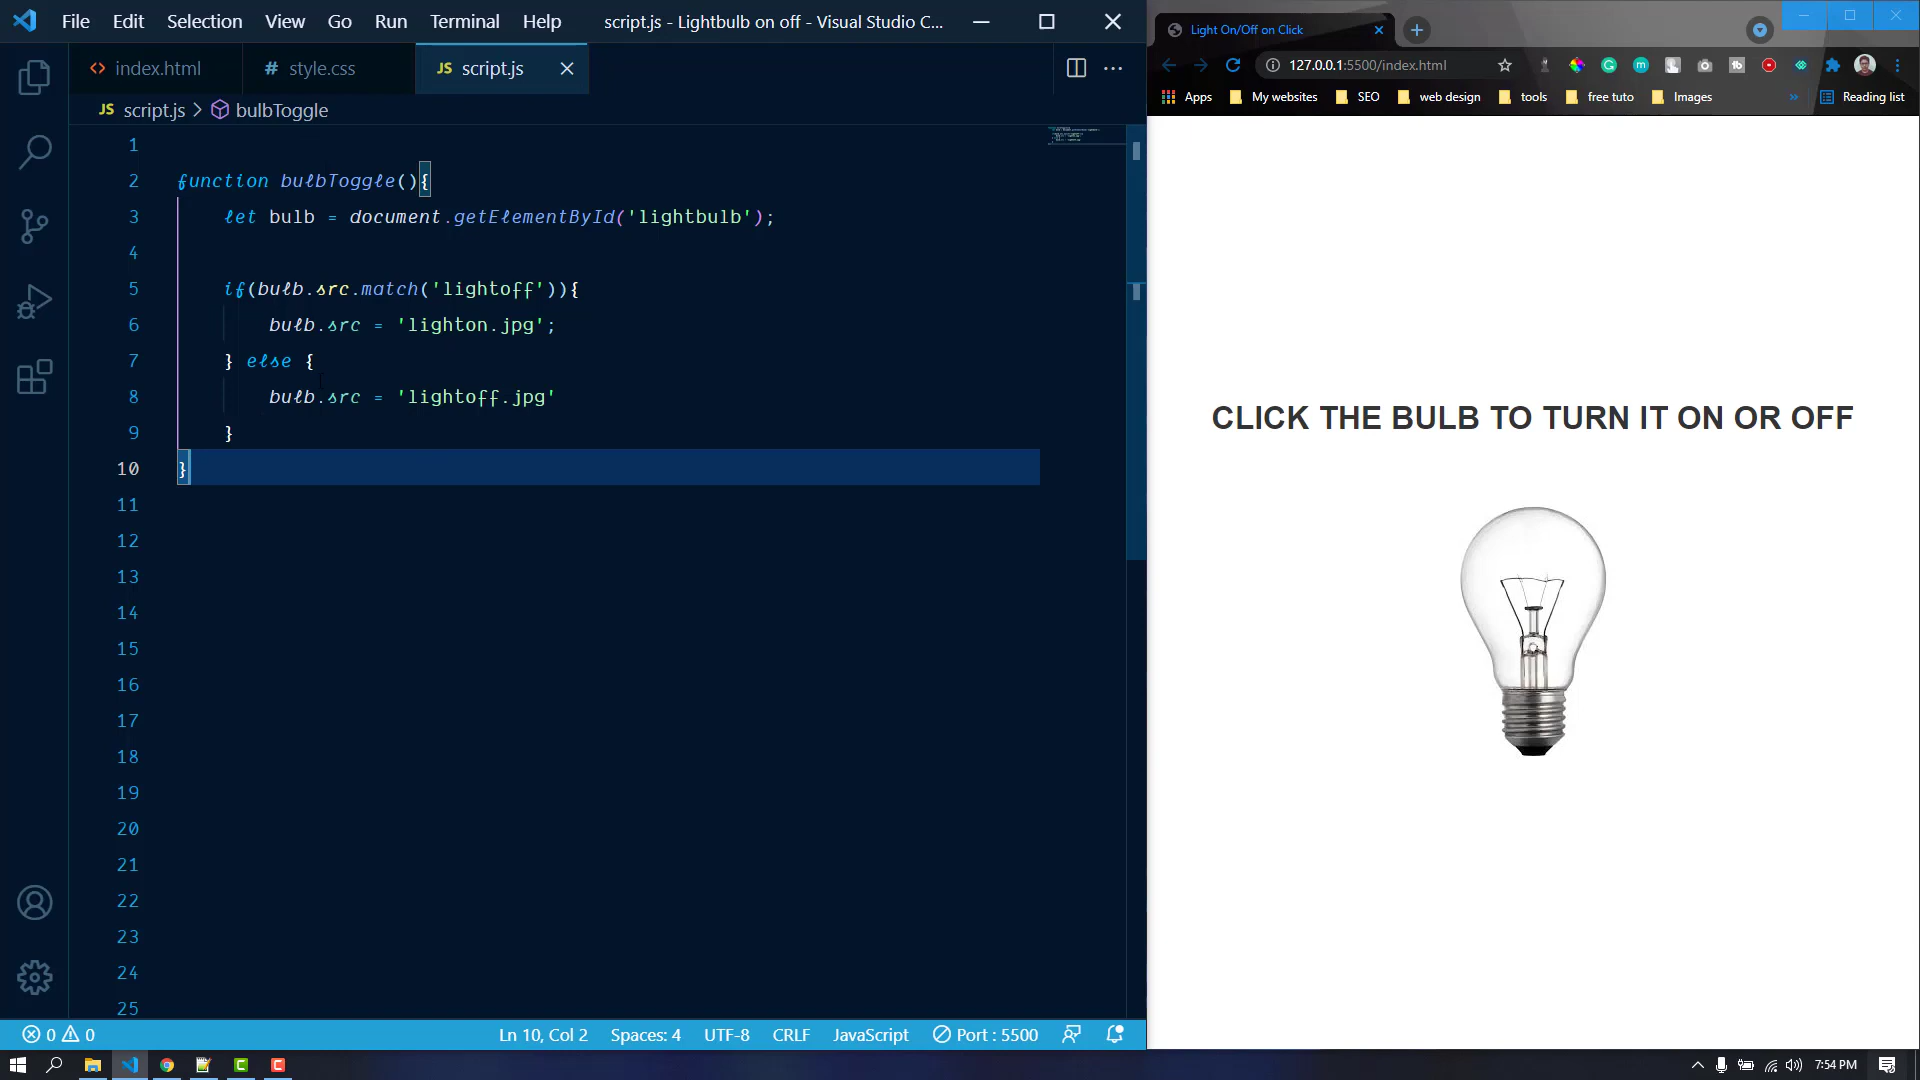 File Edit Selection View Go Run Terminal Help script.js - Lightbulb on off - Visual Studio C...
index.html style.css JS script.js
JS script.js > bulbToggle
1
2 function bulbToggle(){
3 let bulb = document.getElementById('lightbulb');
4
5 if(bulb.src.match('lightoff')){
6 bulb.src = 'lighton.jpg';
7 } else {
8 bulb.src = 'lightoff.jpg'
9 }
10 }
11
12
13
14
15
16
17
18
19
20
21
22
23
24
25
0 0 Ln 10, Col 2 Spaces: 4 UTF-8 CRLF JavaScript Port : 5500
Light On/Off on Click
127.0.0.1:5500/index.html
Apps My websites SEO web design tools free tuto Images » Reading list
CLICK THE BULB TO TURN IT ON OR OFF
7:54 PM